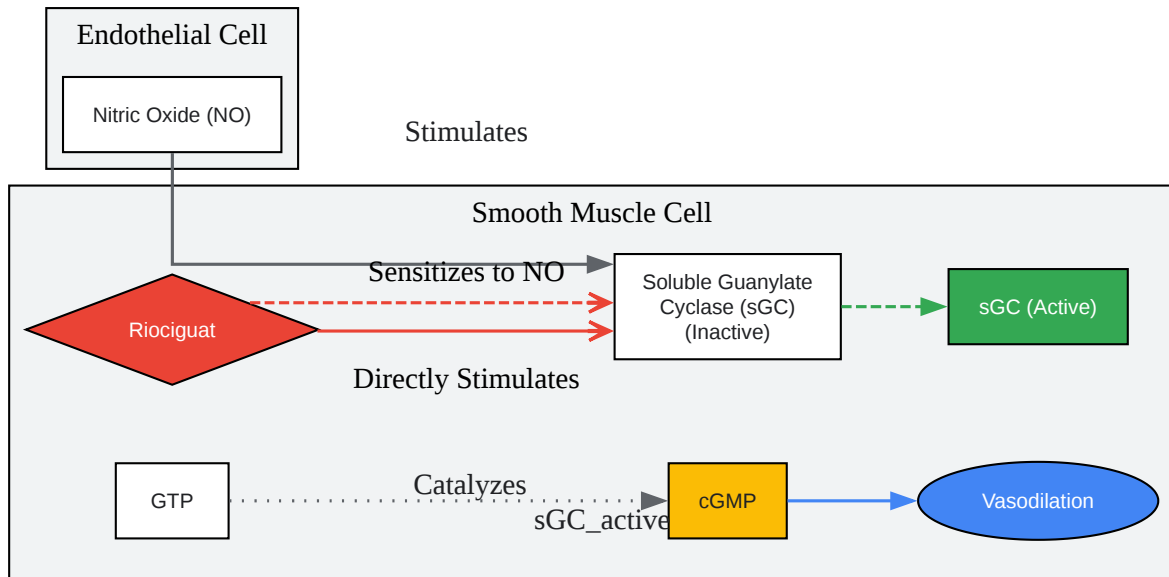 Endothelial Cell
Nitric Oxide (NO)
Stimulates
Smooth Muscle Cell
Sensitizes to NO
Riociguat
Directly Stimulates
Soluble Guanylate
Cyclase (sGC)
(Inactive)
sGC (Active)
GTP
Catalyzes
sGC_active
cGMP
Vasodilation